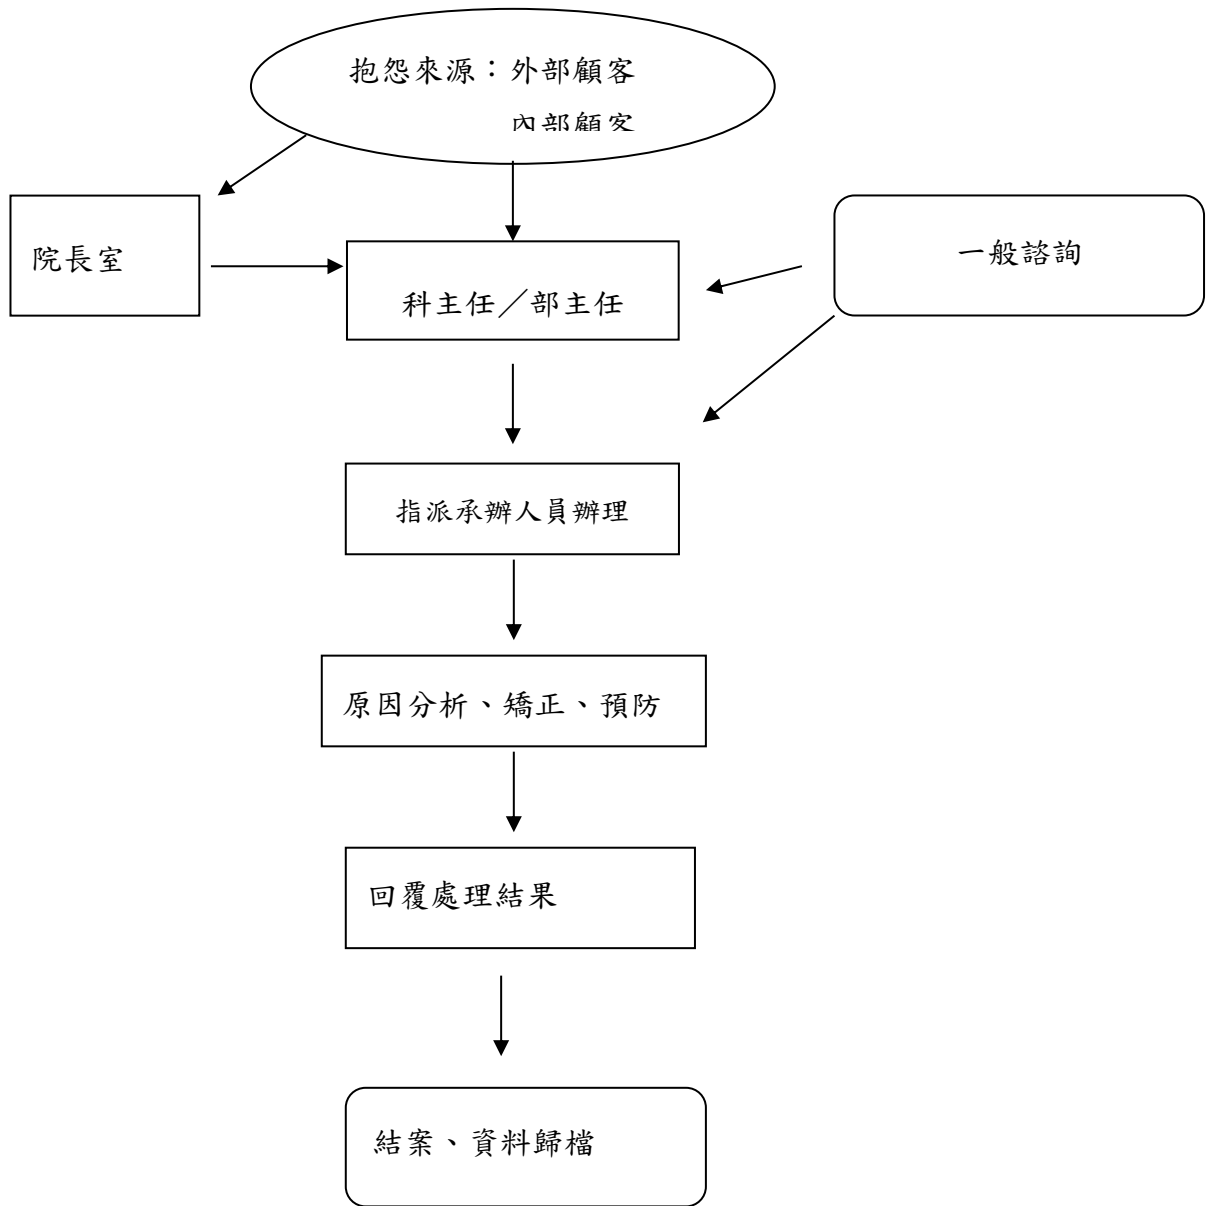 抱怨來源：外部顧客
內部顧客
院長室
科主任／部主任
一般諮詢
指派承辦人員辦理
原因分析、矯正、預防
回覆處理結果
結案、資料歸檔